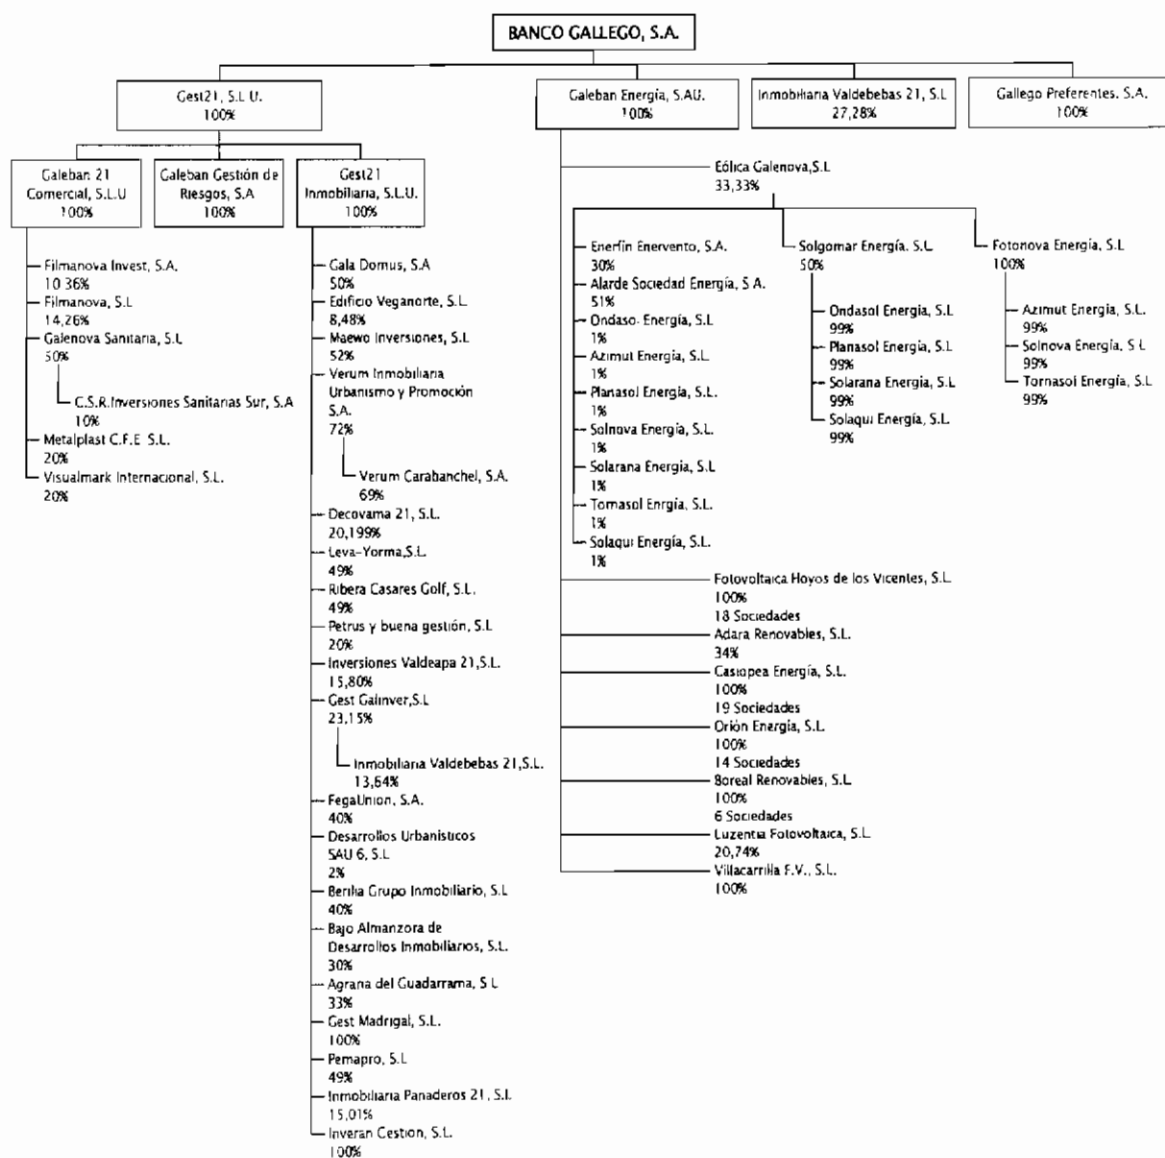 BANCO GALLEGO, S.A.
Gest21, S.L U.
100%
Galeban Energía, S.AU.
100%
Inmobiliaria Valdebebas 21, S.L
27,28%
Gallego Preferentes. S.A.
100%
Galeban 21
Comercial, S.L.U
100%
Galeban Gestión de
Riesgos, S.A
100%
Gest21
Inmobiliaria, S.L.U.
100%
Filmanova Invest, S.A.
10 36%
Filmanova, S.L
14,26%
Galenova Sanitaria, S.L
50%
C.S.R.Inversiones Sanitarias Sur, S.A
10%
Metalplast C.F.E S.L.
20%
Visualmark Internacional, S.L.
20%
Gala Domus, S.A
50%
Edificio Veganorte, S.L.
8,48%
Maewo Inversiones, S.L
52%
Verum Inmobiliaria
Urbanismo y Promoción
S.A.
72%
Verum Carabanchel, S.A.
69%
Decovama 21, S.L.
20,199%
Leva-Yorma,S.L.
49%
Ribera Casares Golf, S.L.
49%
Petrus y buena gestión, S.L
20%
Inversiones Valdeapa 21,S.L.
15,80%
Gest Galinver,S.L
23,15%
Inmobiliaria Valdebebas 21,S.L.
13,64%
FegaUnion, S.A.
40%
Desarrollos Urbanísticos
SAU 6, S.L
2%
Berilia Grupo Inmobiliario, S.L
40%
Bajo Almanzora de
Desarrollos Inmobiliarios, S.L.
30%
Agrana del Guadarrama, S L
33%
Gest Madrigal, S.L.
100%
Pemapro, S.L
49%
Inmobiliaria Panaderos 21, S.L
15,01%
Inveran Gestion, S.L.
100%
Eólica Galenova,S.L
33,33%
Enerfín Enervento, S.A.
30%
Alarde Sociedad Energía, S A.
51%
Ondaso. Energía, S.L
1%
Azimut Energía, S.L
1%
Planasol Energía, S.L.
1%
Solnova Energía, S.L.
1%
Solarana Energía, S.L
1%
Tornasol Enrgía, S.L
1%
Solaqui Energía, S.L.
1%
Solgomar Energía. S.L
50%
Ondasol Energía, S.L
99%
Planasol Energía, S.L
99%
Solarana Energía, S.L
99%
Solaqui Energía, S.L.
99%
Fotonova Energía, S.L
100%
Azimut Energía, S.L.
99%
Solnova Energía, S L
99%
Tornasol Energía, S.L
99%
Fotovoltaica Hoyos de los Vicentes, S.L.
100%
18 Sociedades
Adara Renovables, S.L.
34%
Casiopea Energía, S.L.
100%
19 Sociedades
Orión Energía, S.L.
100%
14 Sociedades
Boreal Renovables, S.L
100%
6 Sociedades
Luzentia Fotovoltaica, S.L
20,74%
Villacarrilla F.V., S.L.
100%